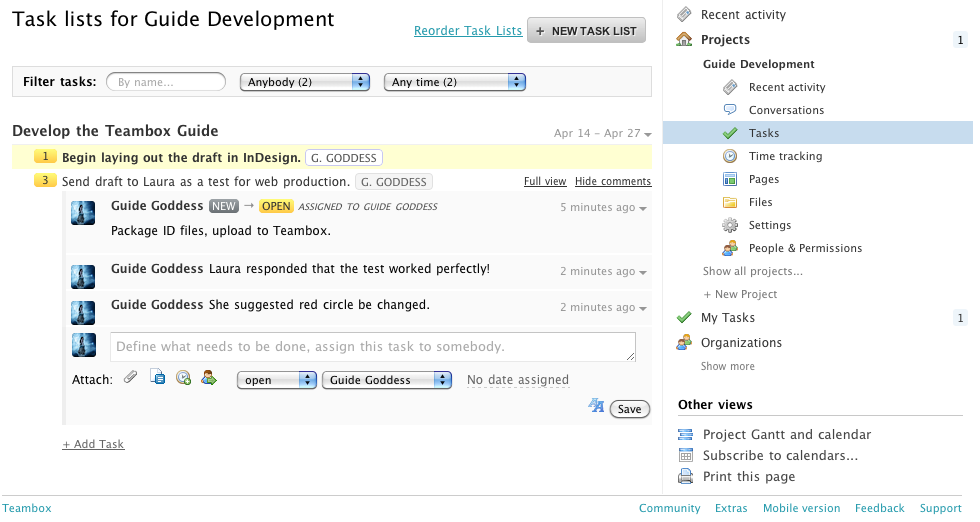 Task lists for Guide Development
Reorder Task Lists
+ NEW TASK LIST
Filter tasks:
By name...
Anybody (2)
Any time (2)
Develop the Teambox Guide
Apr 14 – Apr 27
1 Begin laying out the draft in InDesign. G. GODDESS
3 Send draft to Laura as a test for web production. G. GODDESS Full view Hide comments
Guide Goddess NEW → OPEN ASSIGNED TO GUIDE GODDESS 5 minutes ago
Package ID files, upload to Teambox.
Guide Goddess Laura responded that the test worked perfectly! 2 minutes ago
Guide Goddess She suggested red circle be changed. 2 minutes ago
Define what needs to be done, assign this task to somebody.
Attach: open Guide Goddess No date assigned
AA Save
+ Add Task
Recent activity
Projects 1
Guide Development
Recent activity
Conversations
Tasks
Time tracking
Pages
Files
Settings
People & Permissions
Show all projects...
+ New Project
My Tasks 1
Organizations
Show more
Other views
Project Gantt and calendar
Subscribe to calendars...
Print this page
Teambox
Community Extras Mobile version Feedback Support